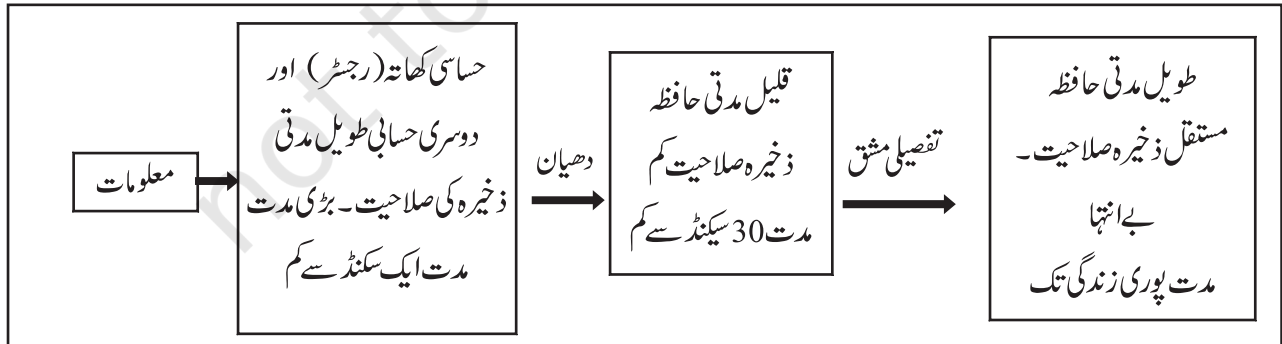 معلومات
حساسی کھاتہ (رجسٹر) اور
دوسری حسابی طویل مدتی
ذخیرہ کی صلاحیت۔ بڑی مدت
مدت ایک سکنڈ سے کم
دھیان
قلیل مدتی حافظہ
ذخیرہ صلاحیت کم
مدت 30 سیکنڈ سے کم
تفصیلی مشق
طویل مدتی حافظہ
مستقل ذخیرہ صلاحیت۔
بے انتہا
مدت پوری زندگی تک
not to